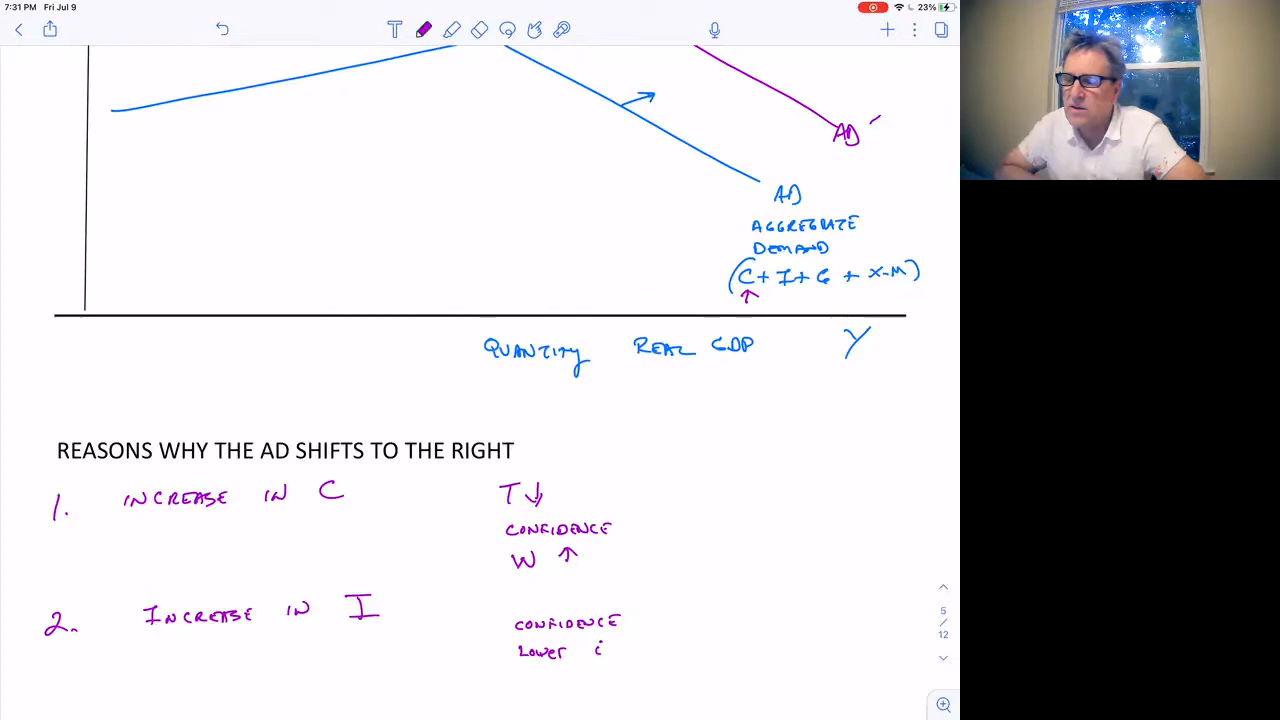 7:31 PM Fri Jul 9
23%
T
AD'
AD
AGGREGATE
DEMAND
(C + I + G + X-M)
↑
QUANTITY REAL GDP Y
REASONS WHY THE AD SHIFTS TO THE RIGHT
1. INCREASE IN C T ↓
CONFIDENCE
W ↑
2. INCREASE IN I
CONFIDENCE
LOWER i
5
/
12